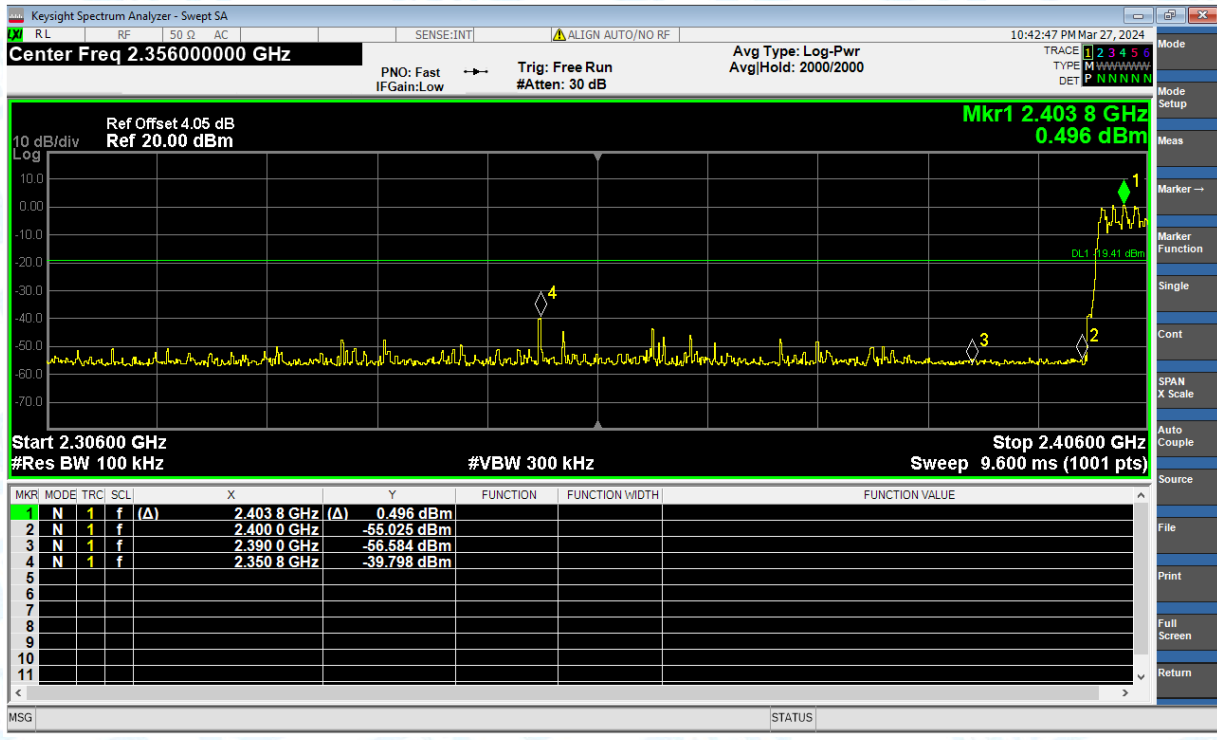 Keysight Spectrum Analyzer - Swept SA
LXI RL RF 50 Ω AC SENSE:INT ALIGN AUTO/NO RF 10:42:47 PM Mar 27, 2024
Center Freq 2.356000000 GHz
PNO: Fast
IFGain:Low
Trig: Free Run
#Atten: 30 dB
Avg Type: Log-Pwr
Avg|Hold: 2000/2000
TRACE 1 2 3 4 5 6
TYPE M WWWWW
DET P N N N N N
Mkr1 2.403 8 GHz
0.496 dBm
Ref Offset 4.05 dB
10 dB/div Ref 20.00 dBm
Log
10.0
0.00
-10.0
-20.0
-30.0
-40.0
-50.0
-60.0
-70.0
1
DL1 -19.41 dBm
4
3
2
Start 2.30600 GHz Stop 2.40600 GHz
#Res BW 100 kHz #VBW 300 kHz Sweep 9.600 ms (1001 pts)
MKR MODE TRC SCL X Y FUNCTION FUNCTION WIDTH FUNCTION VALUE
1 N 1 f (Δ) 2.403 8 GHz (Δ) 0.496 dBm
2 N 1 f 2.400 0 GHz -55.025 dBm
3 N 1 f 2.390 0 GHz -56.584 dBm
4 N 1 f 2.350 8 GHz -39.798 dBm
5
6
7
8
9
10
11
MSG STATUS
Mode
Mode
Setup
Meas
Marker →
Marker
Function
Single
Cont
SPAN
X Scale
Auto
Couple
Source
File
Print
Full
Screen
Return